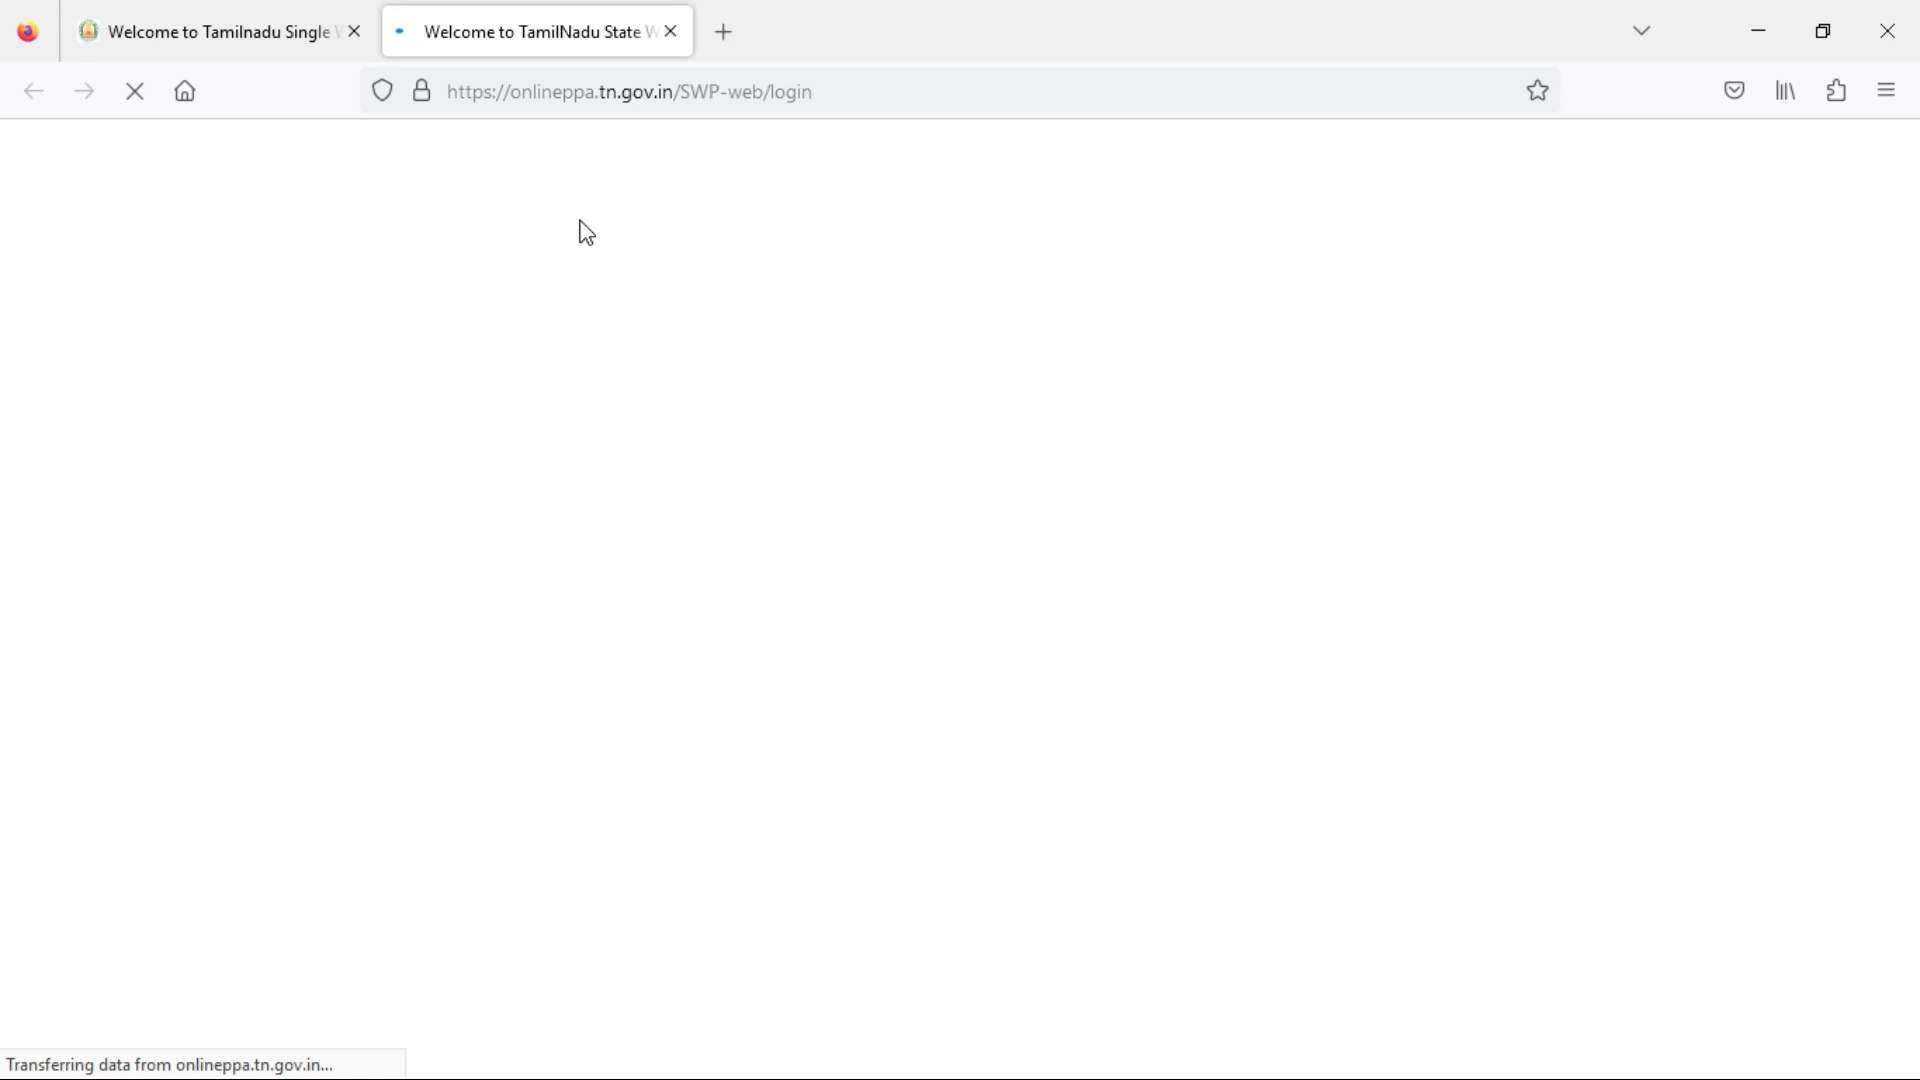 Welcome to Tamilnadu Single
Welcome to TamilNadu State W
https://onlineppa.tn.gov.in/SWP-web/login
Transferring data from onlineppa.tn.gov.in...